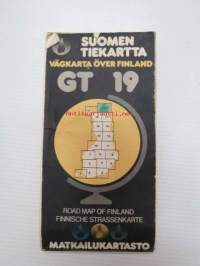 SUOMEN
TIEKARTTA
VÄGKARTA ÖVER FINLAND
GT 19
ROAD MAP OF FINLAND
FINNISCHE STRASSENKARTE
MATKAILUKARTASTO